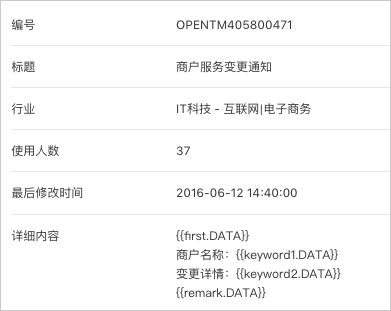 编号 OPENTM405800471
标题 商户服务变更通知
行业 IT科技 - 互联网|电子商务
使用人数 37
最后修改时间 2016-06-12 14:40:00
详细内容 {{first.DATA}}
商户名称：{{keyword1.DATA}}
变更详情：{{keyword2.DATA}}
{{remark.DATA}}